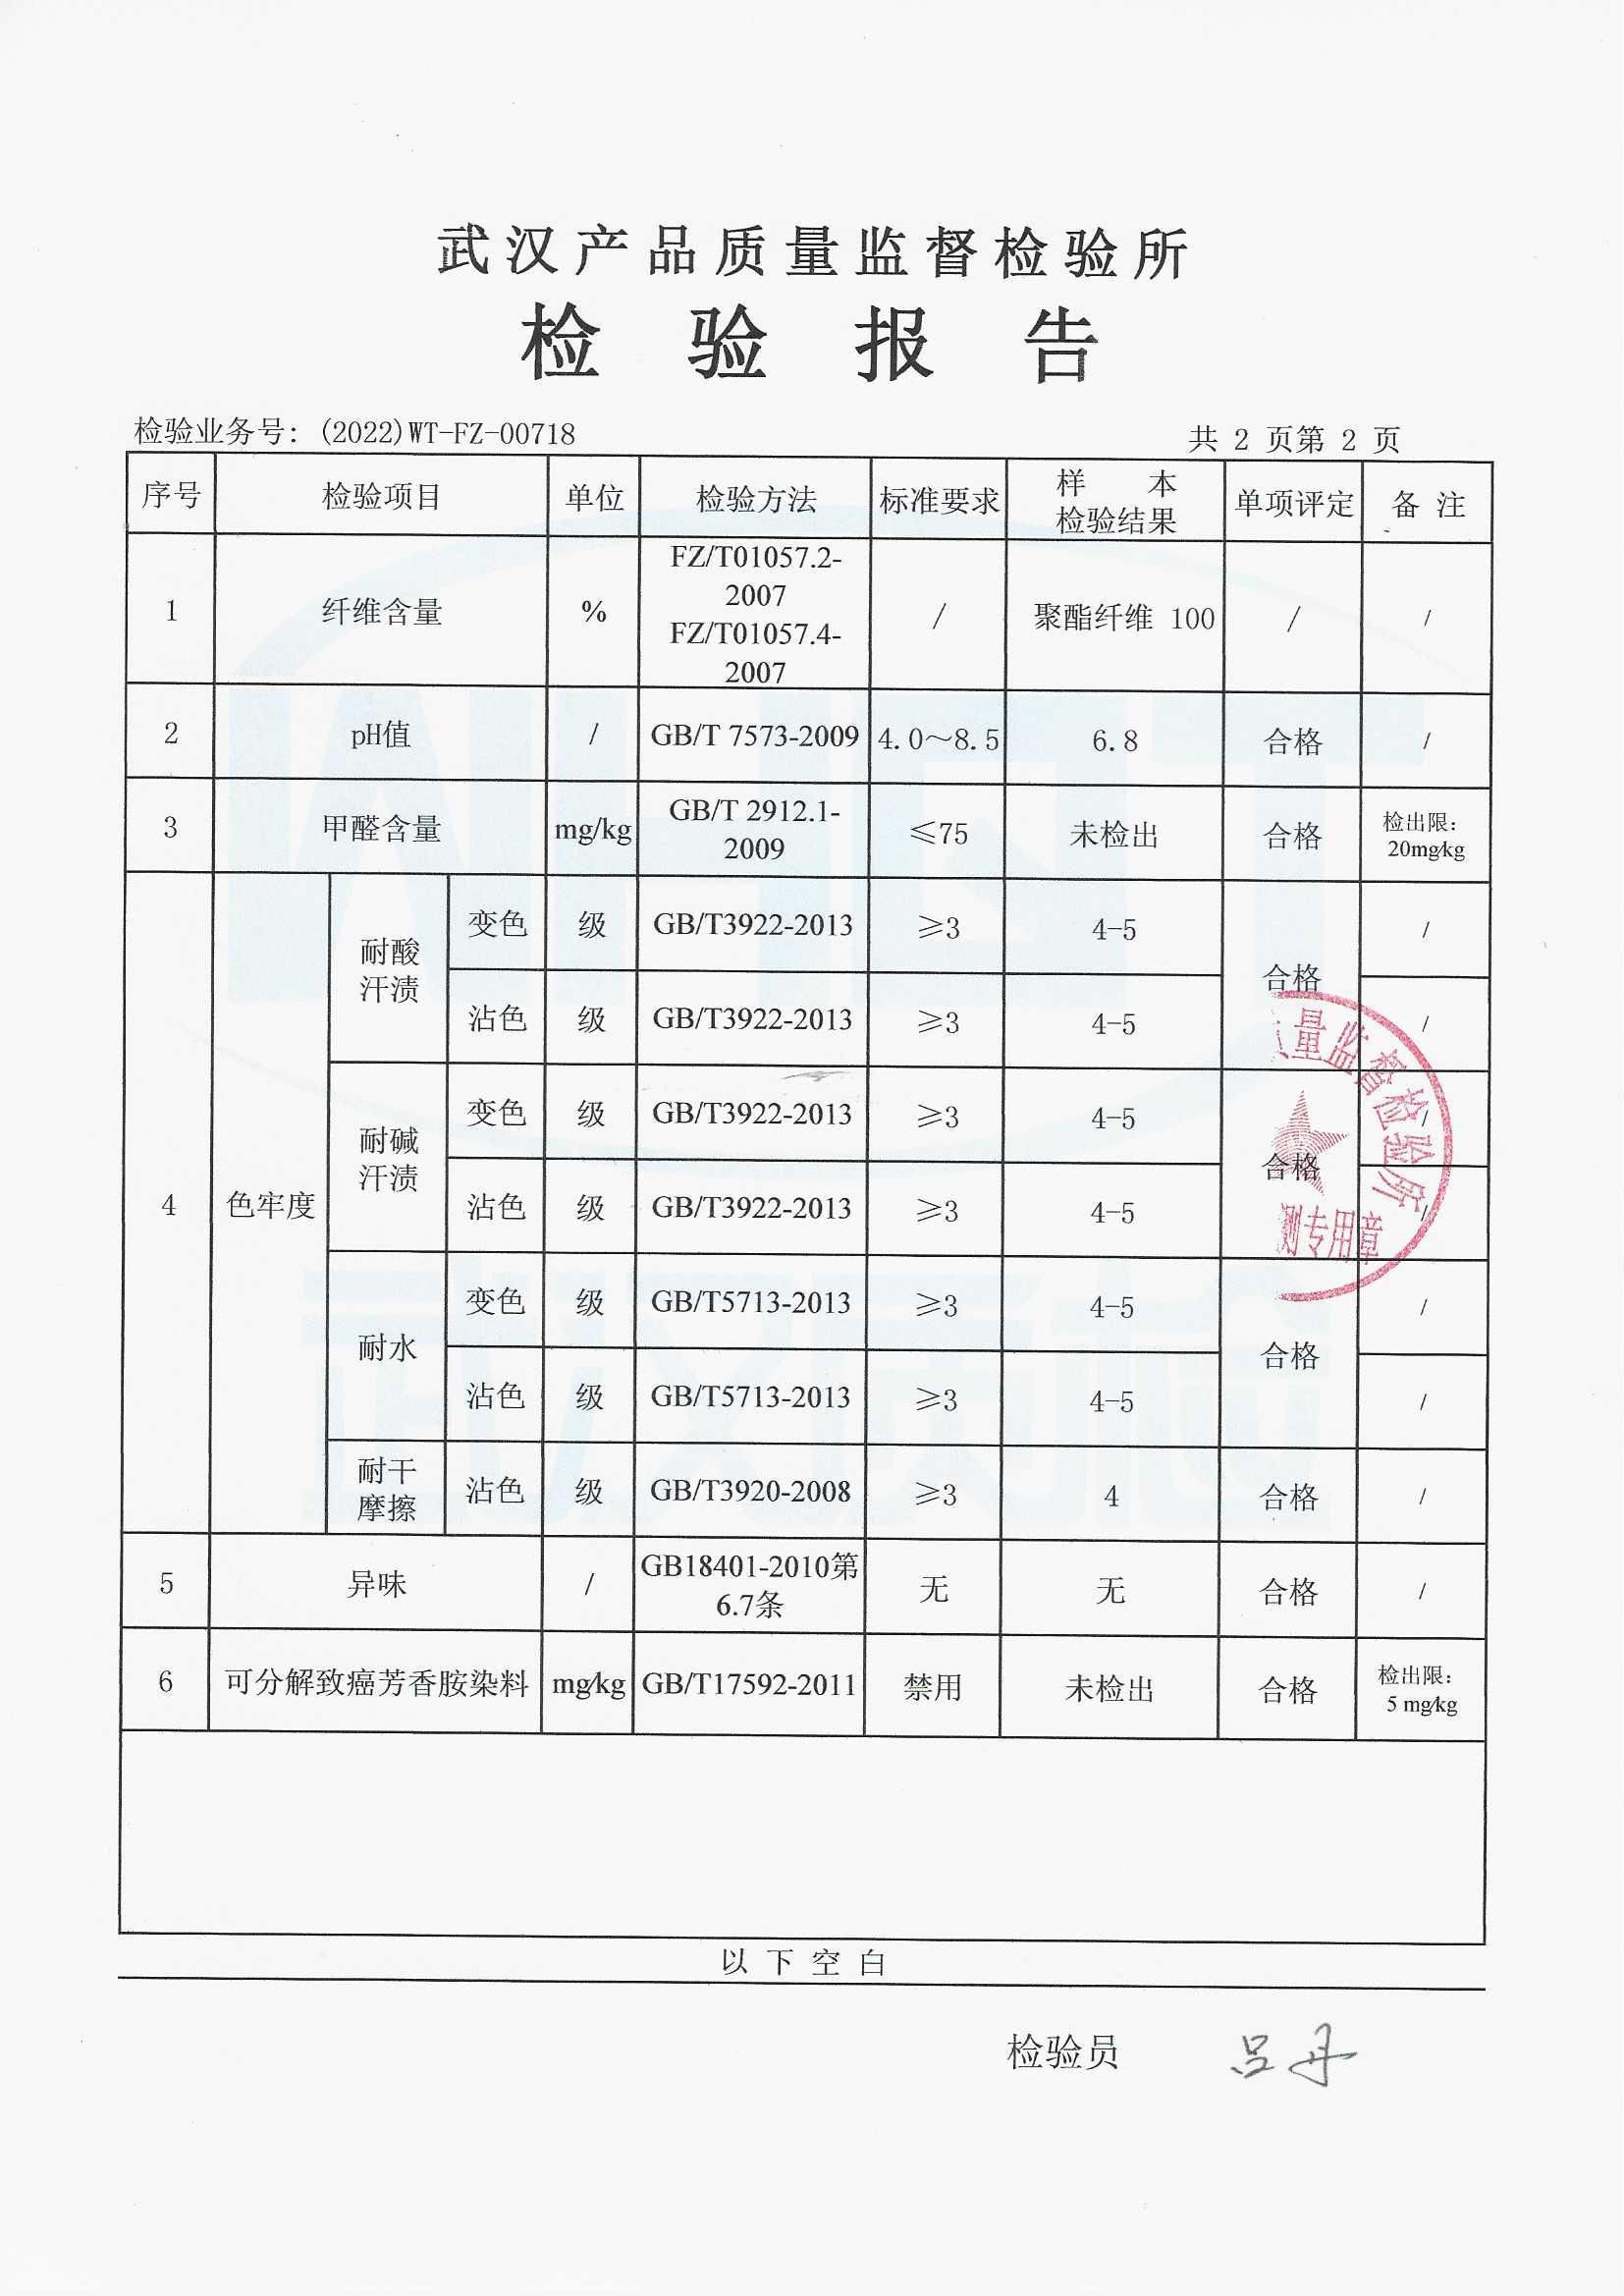 武汉产品质量监督检验所
检验报告
检验业务号：(2022)WT-FZ-00718 共 2 页第 2 页
序号 检验项目 单位 检验方法 标准要求 样本检验结果 单项评定 备注
1 纤维含量 % FZ/T01057.2-2007 FZ/T01057.4-2007 / 聚酯纤维 100 / /
2 pH值 / GB/T 7573-2009 4.0～8.5 6.8 合格 /
3 甲醛含量 mg/kg GB/T 2912.1-2009 ≤75 未检出 合格 检出限：20mg/kg
4 色牢度 耐酸汗渍 变色 级 GB/T3922-2013 ≥3 4-5 合格 /
沾色 级 GB/T3922-2013 ≥3 4-5 /
耐碱汗渍 变色 级 GB/T3922-2013 ≥3 4-5 合格 /
沾色 级 GB/T3922-2013 ≥3 4-5 /
耐水 变色 级 GB/T5713-2013 ≥3 4-5 合格 /
沾色 级 GB/T5713-2013 ≥3 4-5 /
耐干摩擦 沾色 级 GB/T3920-2008 ≥3 4 合格 /
5 异味 / GB18401-2010第6.7条 无 无 合格 /
6 可分解致癌芳香胺染料 mg/kg GB/T17592-2011 禁用 未检出 合格 检出限：5 mg/kg
量监督检验所
测专用章
以下空白
检验员 吕丹